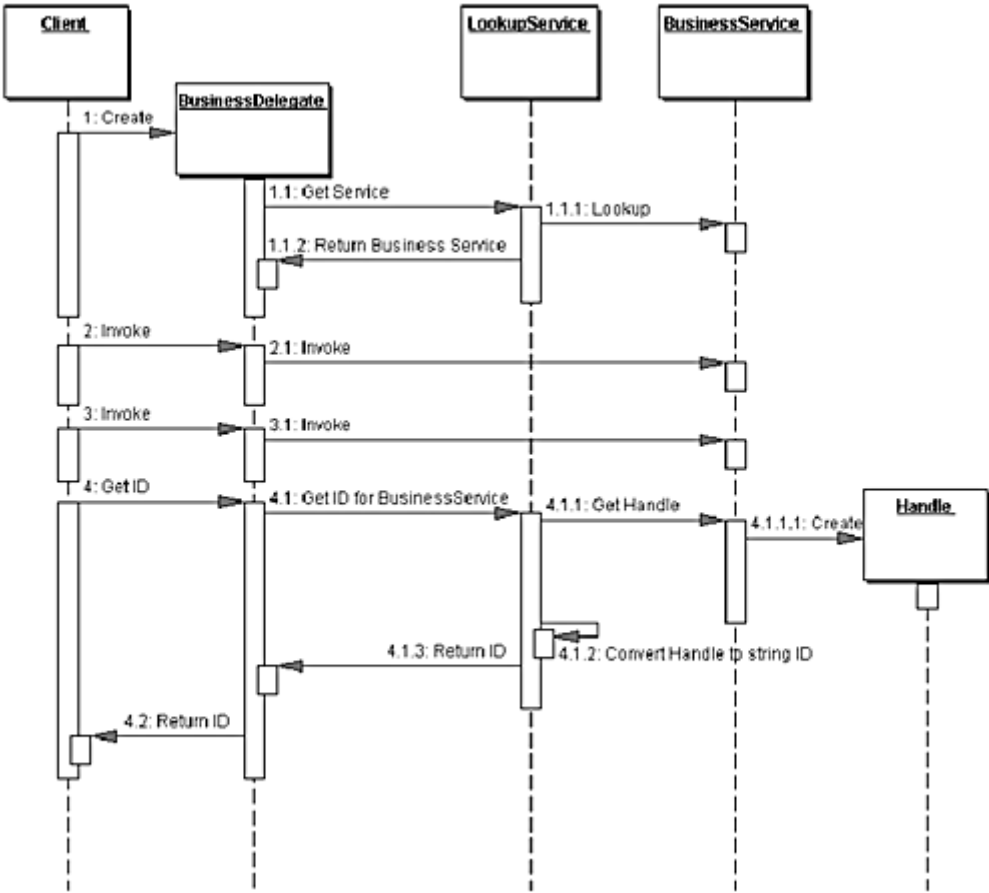 Client
LookupService
BusinessService
BusinessDelegate
1: Create
1.1: Get Service
1.1.1: Lookup
1.1.2: Return Business Service
2: Invoke
2.1: Invoke
3: Invoke
3.1: Invoke
4: Get ID
4.1: Get ID for BusinessService
4.1.1: Get Handle
Handle
4.1.1.1: Create
4.1.3: Return ID
4.1.2: Convert Handle to string ID
4.2: Return ID